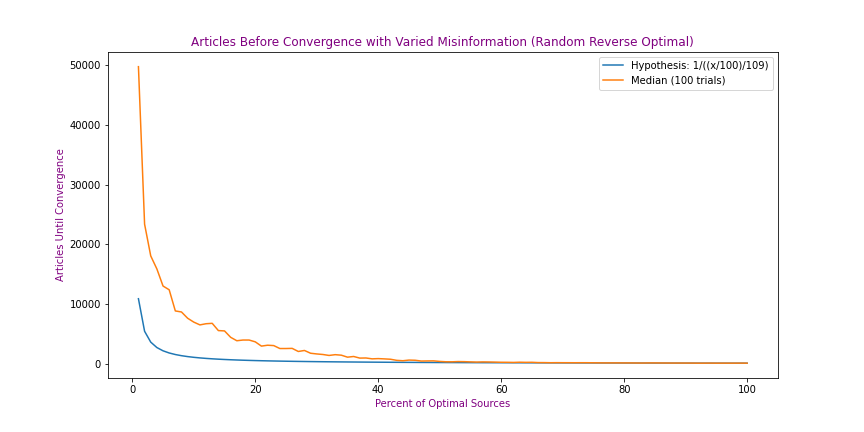 Articles Before Convergence with Varied Misinformation (Random Reverse Optimal)
Hypothesis: 1/((x/100)/109)
Median (100 trials)
Articles Until Convergence
50000
40000
30000
20000
10000
0
0 20 40 60 80 100
Percent of Optimal Sources